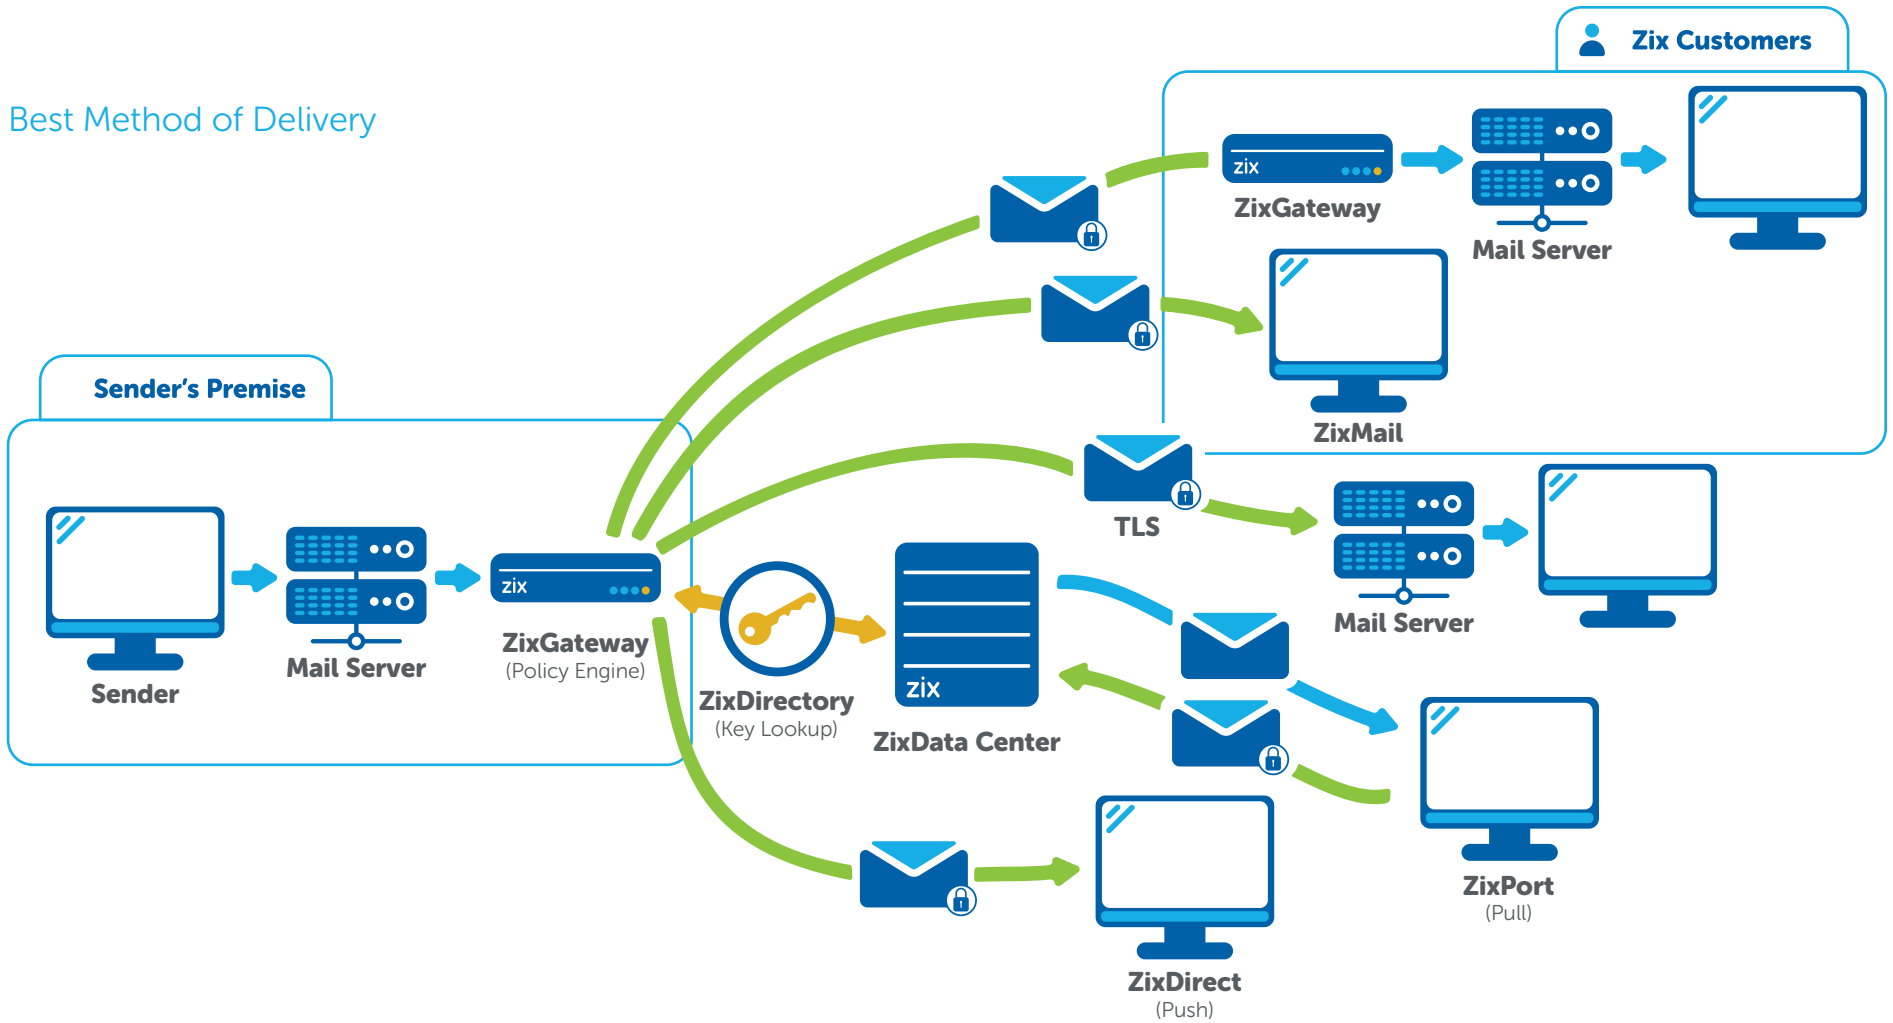 Zix Customers
Best Method of Delivery
zix
ZixGateway
Mail Server
ZixMail
Sender's Premise
TLS
zix
Mail Server
ZixGateway
(Policy Engine)
Mail Server
Sender
ZixDirectory
(Key Lookup)
zix
ZixData Center
ZixPort
(Pull)
ZixDirect
(Push)